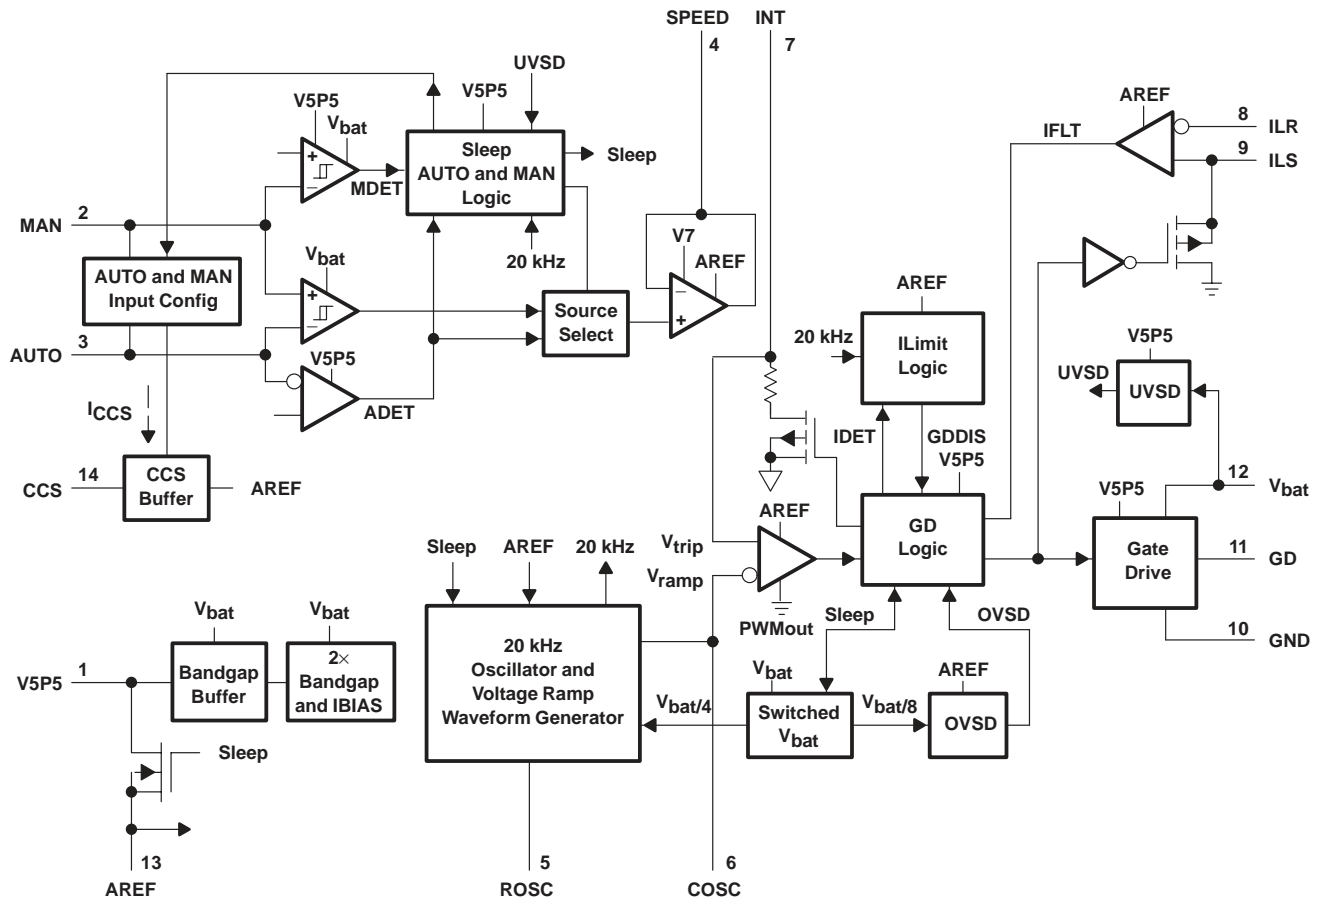 SPEED
INT
4
7
UVSD
V5P5
V5P5
Vbat
AREF
8
ILR
IFLT
9
ILS
+
−
Sleep
AUTO and MAN
Logic
Sleep
MDET
MAN
2
20 kHz
Vbat
V7
AREF
AUTO and MAN
Input Config
+
−
−
+
Source
Select
AREF
20 kHz
ILimit
Logic
V5P5
UVSD
UVSD
AUTO
3
V5P5
ADET
ICCS
IDET
GDDIS
V5P5
CCS
14
CCS
Buffer
AREF
V5P5
12
Vbat
AREF
GD
Logic
Gate
Drive
11
GD
Vtrip
Vramp
Sleep
AREF
20 kHz
PWMout
Sleep
OVSD
10
GND
Vbat
Vbat
V5P5
1
Bandgap
Buffer
2×
Bandgap
and IBIAS
20 kHz
Oscillator and
Voltage Ramp
Waveform Generator
Vbat
AREF
Vbat/4
Switched
Vbat
Vbat/8
OVSD
Sleep
13
AREF
5
ROSC
6
COSC